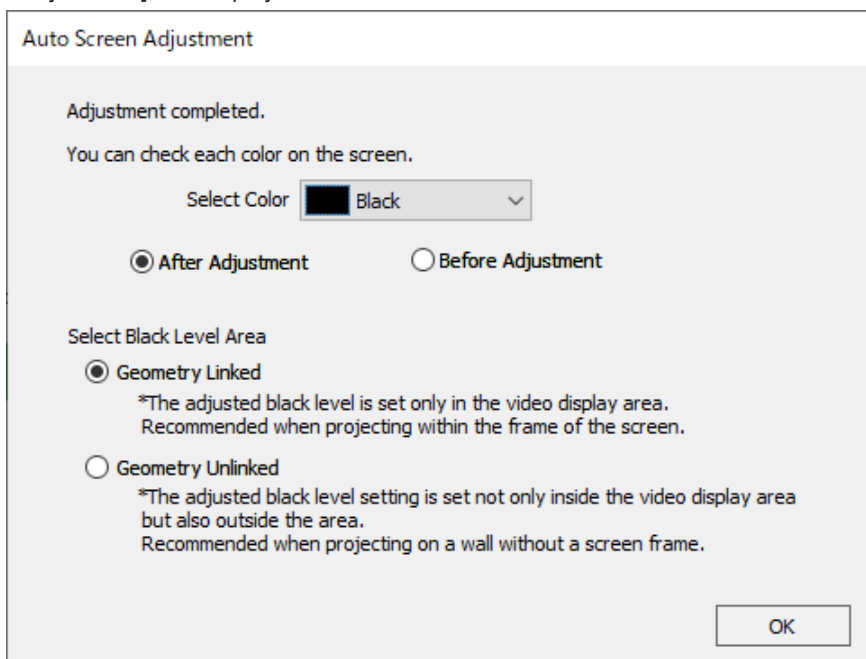 Auto Screen Adjustment
Adjustment completed.
You can check each color on the screen.
Select Color Black
After Adjustment Before Adjustment
Select Black Level Area
Geometry Linked
*The adjusted black level is set only in the video display area.
Recommended when projecting within the frame of the screen.
Geometry Unlinked
*The adjusted black level setting is set not only inside the video display area
but also outside the area.
Recommended when projecting on a wall without a screen frame.
OK